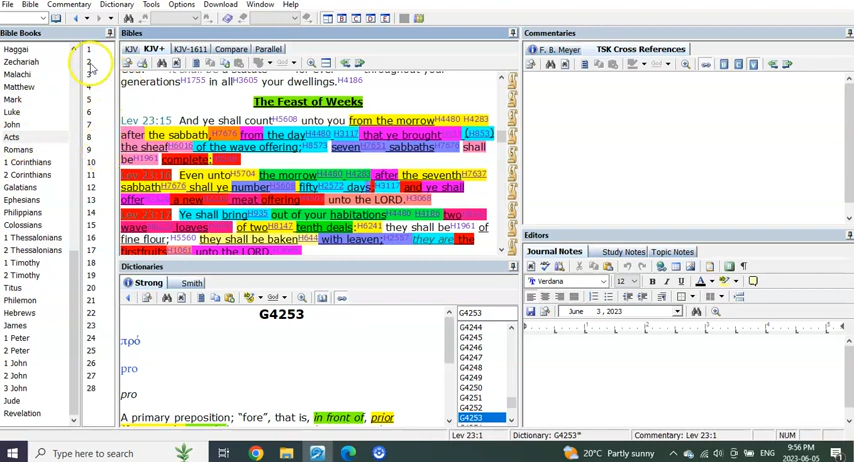 File Bible Commentary Dictionary Tools Options Download Window Help
Bible Books
Haggai
Zechariah
Malachi
Matthew
Mark
Luke
John
Acts
Romans
1 Corinthians
2 Corinthians
Galatians
Ephesians
Philippians
Colossians
1 Thessalonians
2 Thessalonians
1 Timothy
2 Timothy
Titus
Philemon
Hebrews
James
1 Peter
2 Peter
1 John
2 John
3 John
Jude
Revelation
1
2
3
4
5
6
7
8
9
10
11
12
13
14
15
16
17
18
19
20
21
22
23
24
25
26
27
28
Bibles
KJV KJV+ KJV-1611 Compare Parallel
generations H1755 in all H3605 your dwellings. H4186
The Feast of Weeks
Lev 23:15 And ye shall count H5608 unto you from the morrow H4480 H4283
after the sabbath, H7676 from the day H4480 H3117 that ye brought (H853)
the sheaf H6016 of the wave offering; H8573 seven H7651 sabbaths H7676 shall
be H1961 complete:
Lev 23:16 Even unto H5704 the morrow H4480 H4283 after the seventh H7637
sabbath H7676 shall ye number H5608 fifty H2572 days; H3117 and ye shall
offer a new meat offering unto the LORD. H3068
Lev 23:17 Ye shall bring H935 out of your habitations H4480 H4186 two
wave loaves of two H8147 tenth deals: H6241 they shall be H1961 of
fine flour; H5560 they shall be baken H644 with leaven; H2557 they are the
firstfruits H1061 unto the LORD.
Dictionaries
Strong Smith
G4253
πρό
pro
pro
A primary preposition; “fore”, that is, in front of, prior
G4253
G4244
G4245
G4246
G4247
G4248
G4249
G4250
G4251
G4252
G4253
Commentaries
F. B. Meyer TSK Cross References
Editors
Journal Notes Study Notes Topic Notes
Verdana 12 B I U A
June 3, 2023
Lev 23:1 Dictionary: G4253* Commentary: Lev 23:1 NUM
Type here to search
20°C Partly sunny
ENG
9:56 PM
2023-06-05